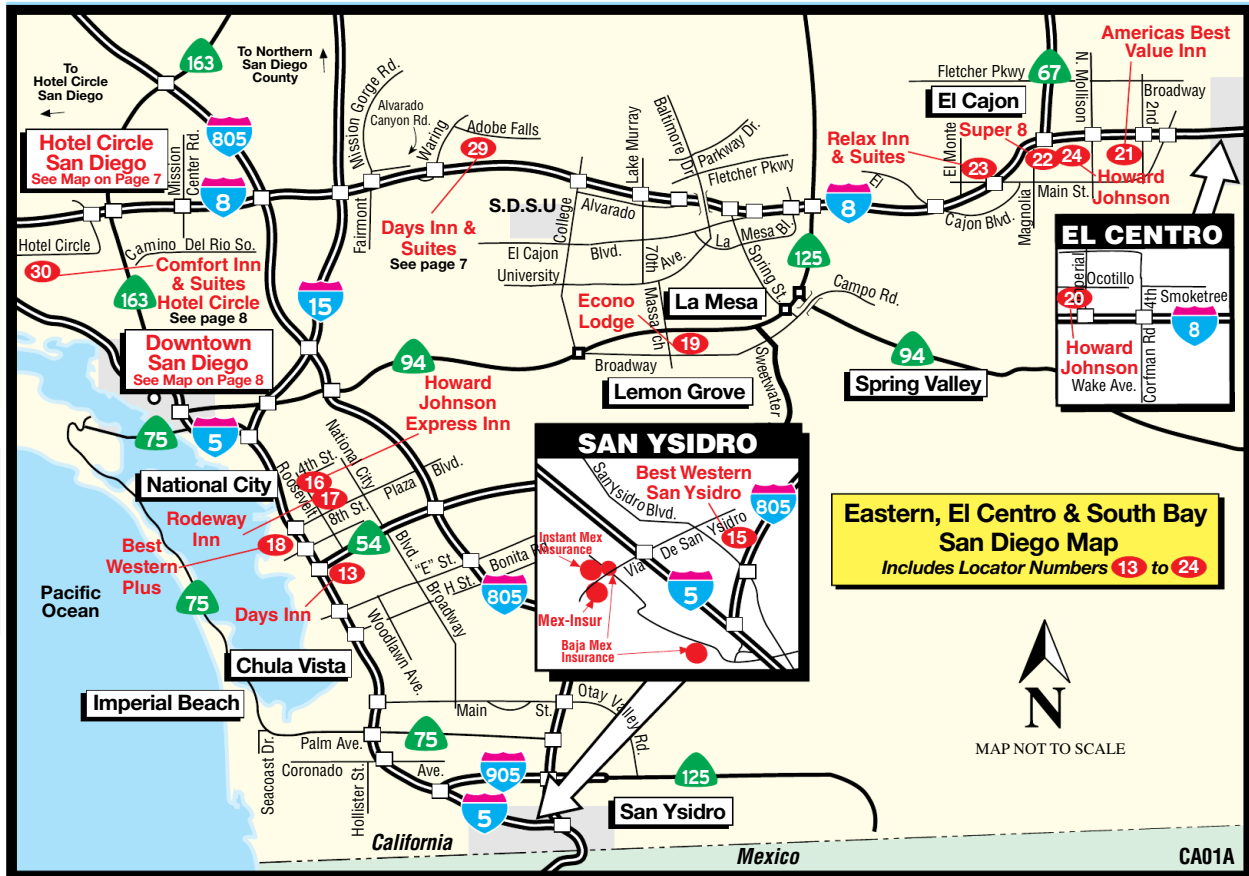 163
To
Hotel Circle
San Diego
To Northern
San Diego
County
Hotel Circle
San Diego
See Map on Page 7
805
8
Mission
Center Rd.
Mission Gorge Rd.
Fairmont
Alvarado
Canyon Rd.
Waring
Adobe Falls
29
Days Inn &
Suites
See page 7
S.D.S.U
College
Alvarado
Lake Murray
Baltimore Dr.
Parkway Dr.
Fletcher Pkwy
El Cajon
Blvd.
University
Ave.
70th
La Mesa Bl.
Spring St.
8
125
Relax Inn
& Suites
El Monte
23
Super 8
22
24
Howard
Johnson
El Cajon
Fletcher Pkwy
67
N. Mollison
Americas Best
Value Inn
Broadway
2nd
21
Main St.
Magnolia
Cajon Blvd.
Hotel Circle
Camino
Del Rio So.
30
Comfort Inn
& Suites
Hotel Circle
See page 8
163
15
Downtown
San Diego
See Map on Page 8
94
Econo
Lodge
19
Massach
La Mesa
Campo Rd.
Broadway
Lemon Grove
Sweetwater
Spring Valley
94
EL CENTRO
Imperial
Ocotillo
20
4th
Smoketree
8
Howard
Johnson
Wake Ave.
Corfman Rd
75
5
Howard
Johnson
Express Inn
National City
National City
Blvd.
Roosevelt
4th St.
16
17
Plaza
Blvd.
8th St.
Rodeway
Inn
18
Best
Western
Plus
54
13
Days Inn
"E" St.
H St.
Bonita Rd
805
Broadway
Woodlawn Ave.
Pacific
Ocean
75
Chula Vista
Imperial Beach
SAN YSIDRO
San Ysidro
Blvd.
Best Western
San Ysidro
15
805
Via De San Ysidro
Instant Mex
Insurance
5
Mex-Insur
Baja Mex
Insurance
Eastern, El Centro & South Bay
San Diego Map
Includes Locator Numbers 13 to 24
N
MAP NOT TO SCALE
Main St.
Otay Valley Rd.
Seacoast Dr.
Palm Ave.
75
Coronado
Ave.
Hollister St.
905
125
5
San Ysidro
California
Mexico
CA01A